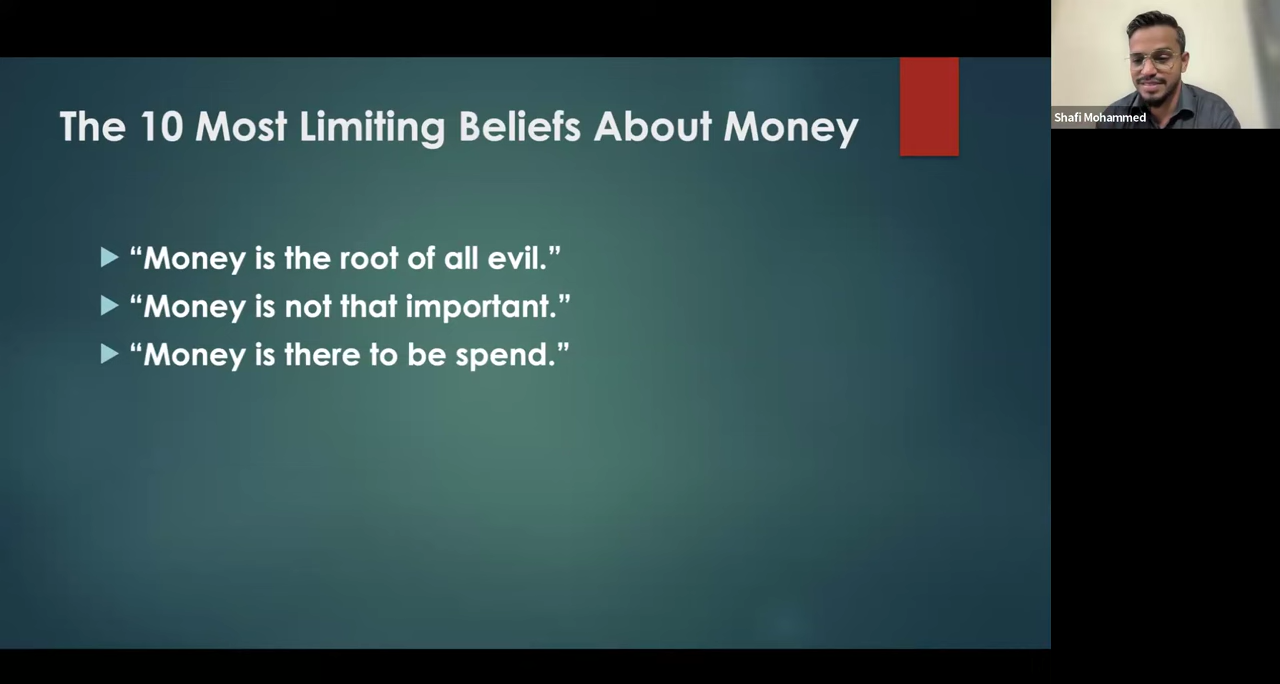 The 10 Most Limiting Beliefs About Money
“Money is the root of all evil.”
“Money is not that important.”
“Money is there to be spend.”
Shafi Mohammed